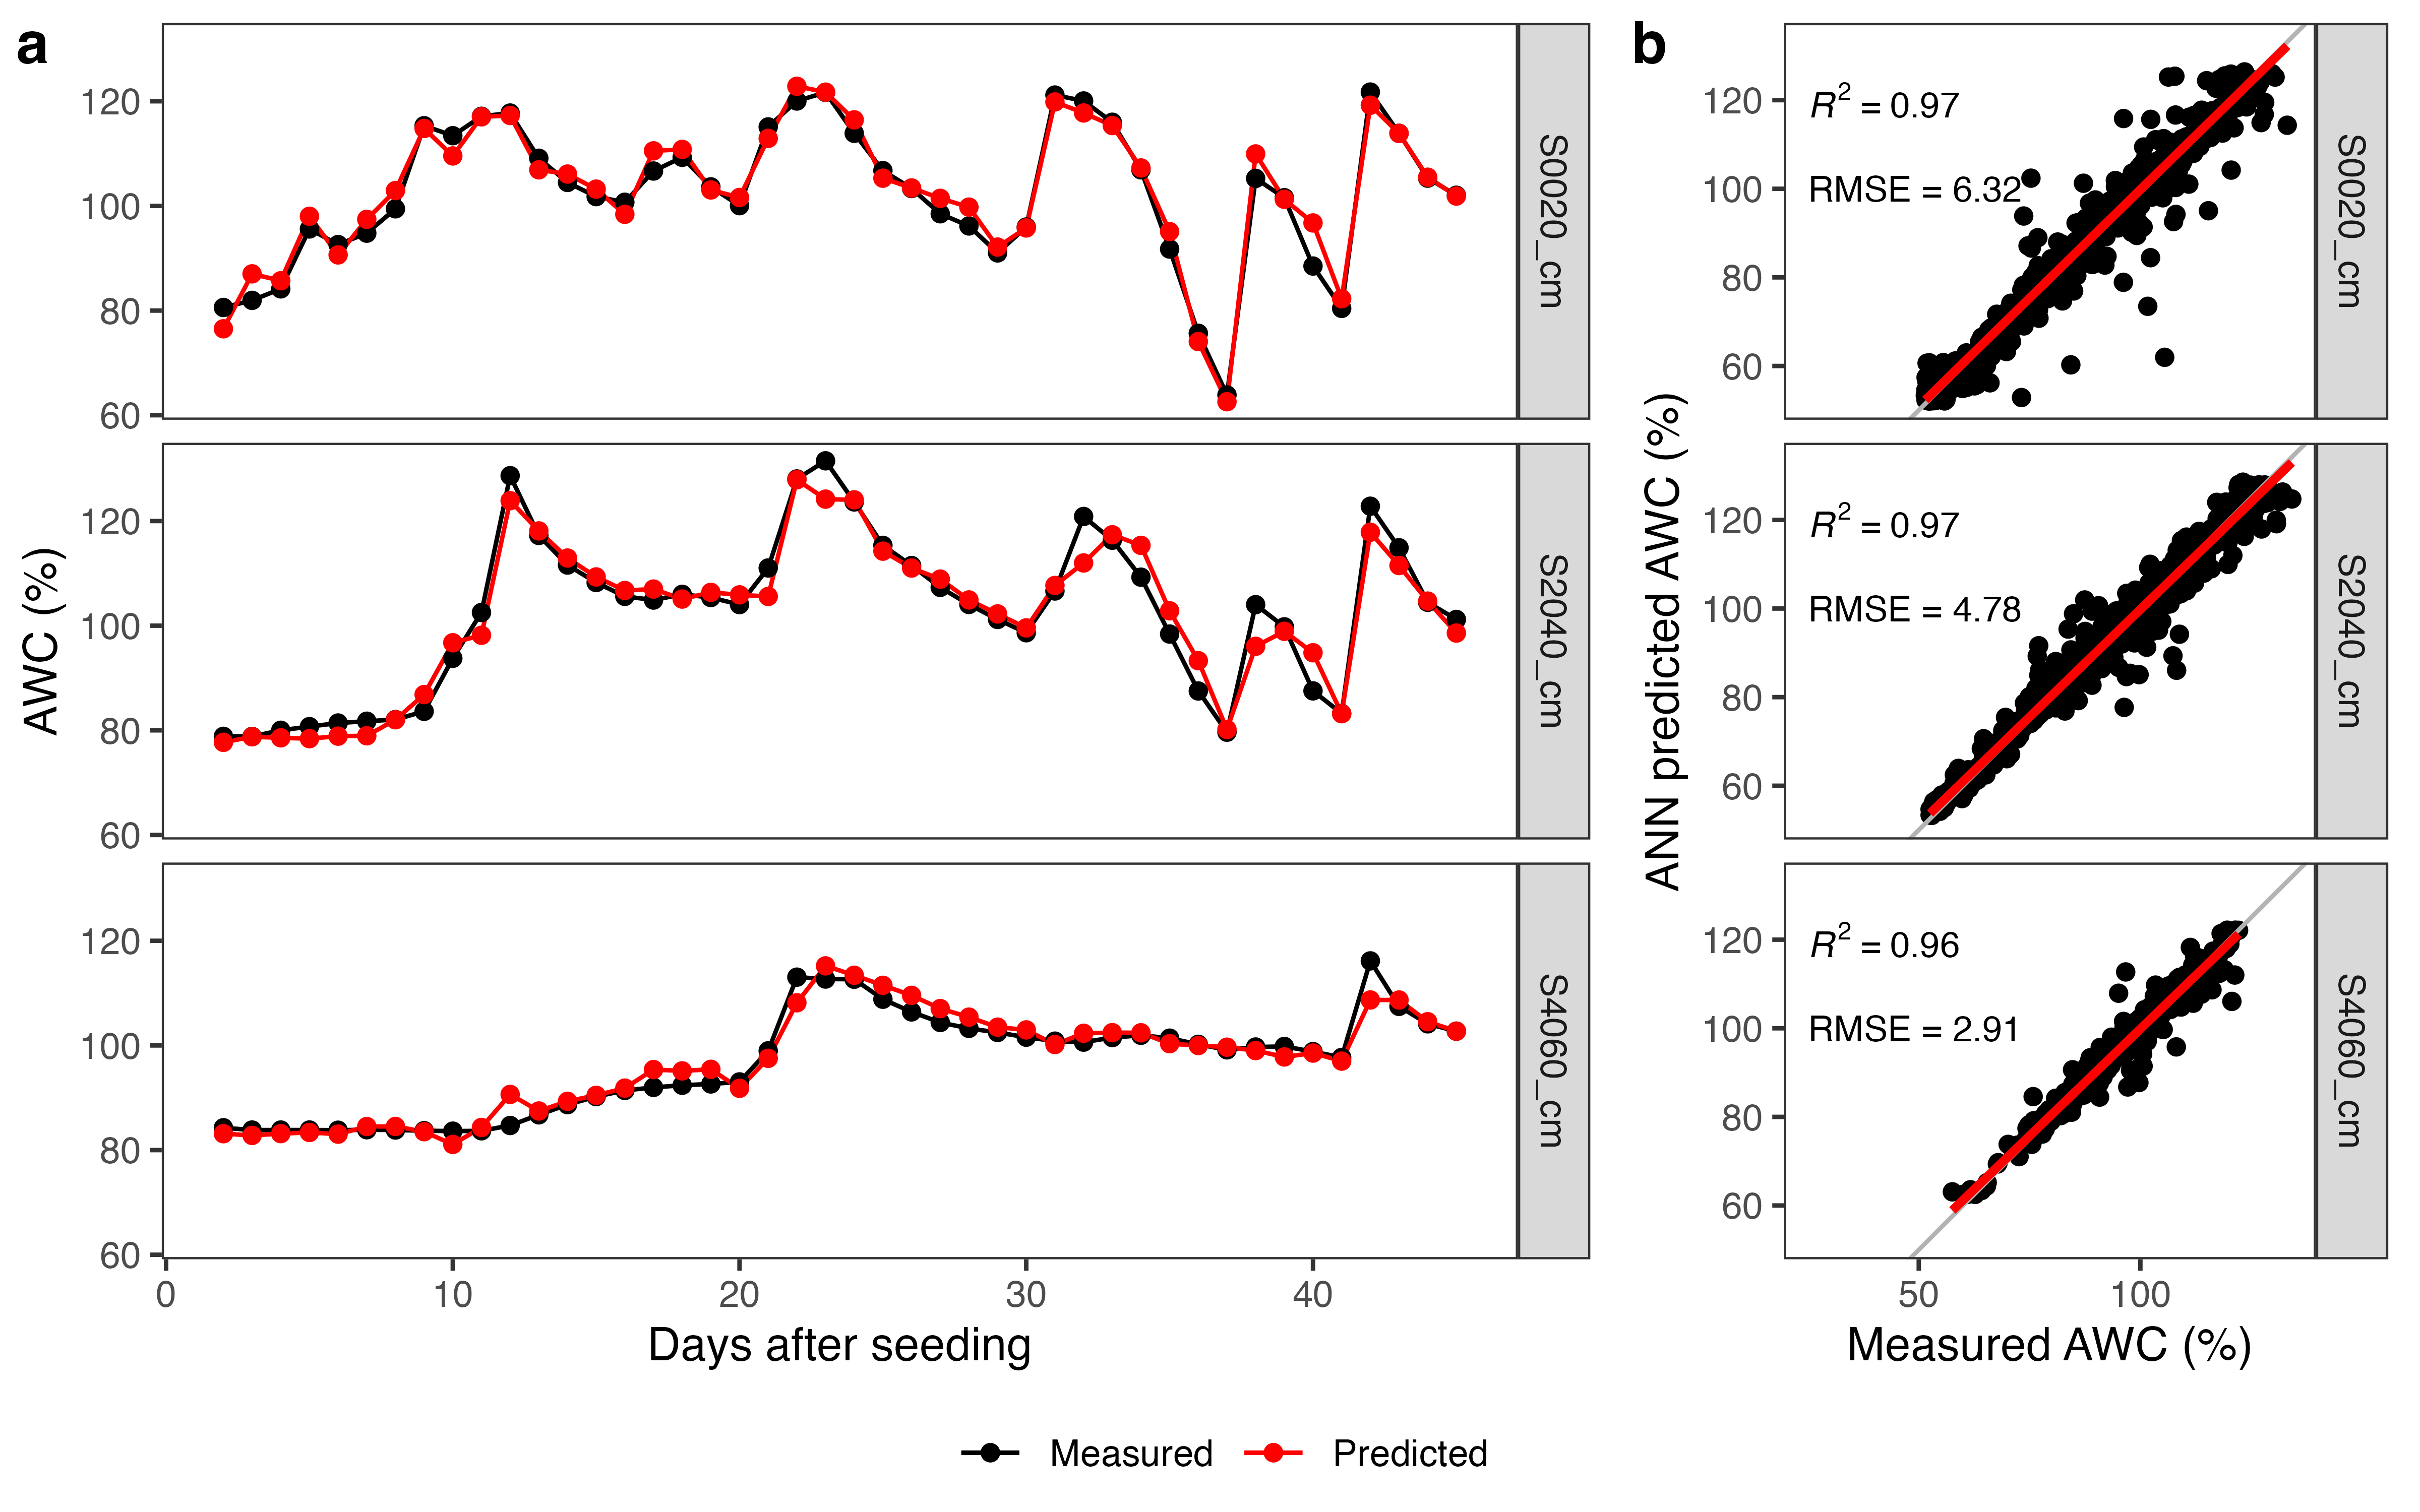 a
AWC (%)
120
100
80
60
S0020_cm
120
100
80
60
S2040_cm
120
100
80
60
S4060_cm
0 10 20 30 40
Days after seeding
b
ANN predicted AWC (%)
120
100
80
60
R² = 0.97
RMSE = 6.32
S0020_cm
120
100
80
60
R² = 0.97
RMSE = 4.78
S2040_cm
120
100
80
60
R² = 0.96
RMSE = 2.91
S4060_cm
50 100
Measured AWC (%)
Measured Predicted